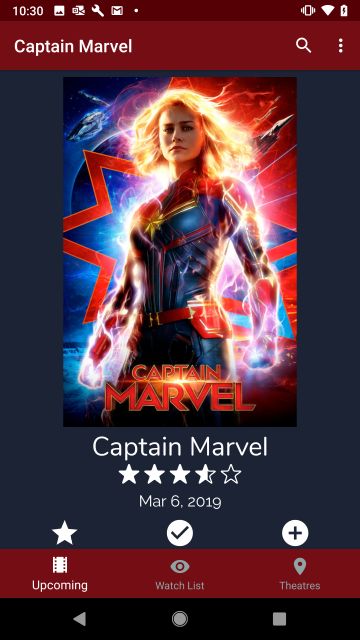 10:30
Captain Marvel
CAPTAIN
MARVEL
Captain Marvel
Mar 6, 2019
Upcoming
Watch List
Theatres